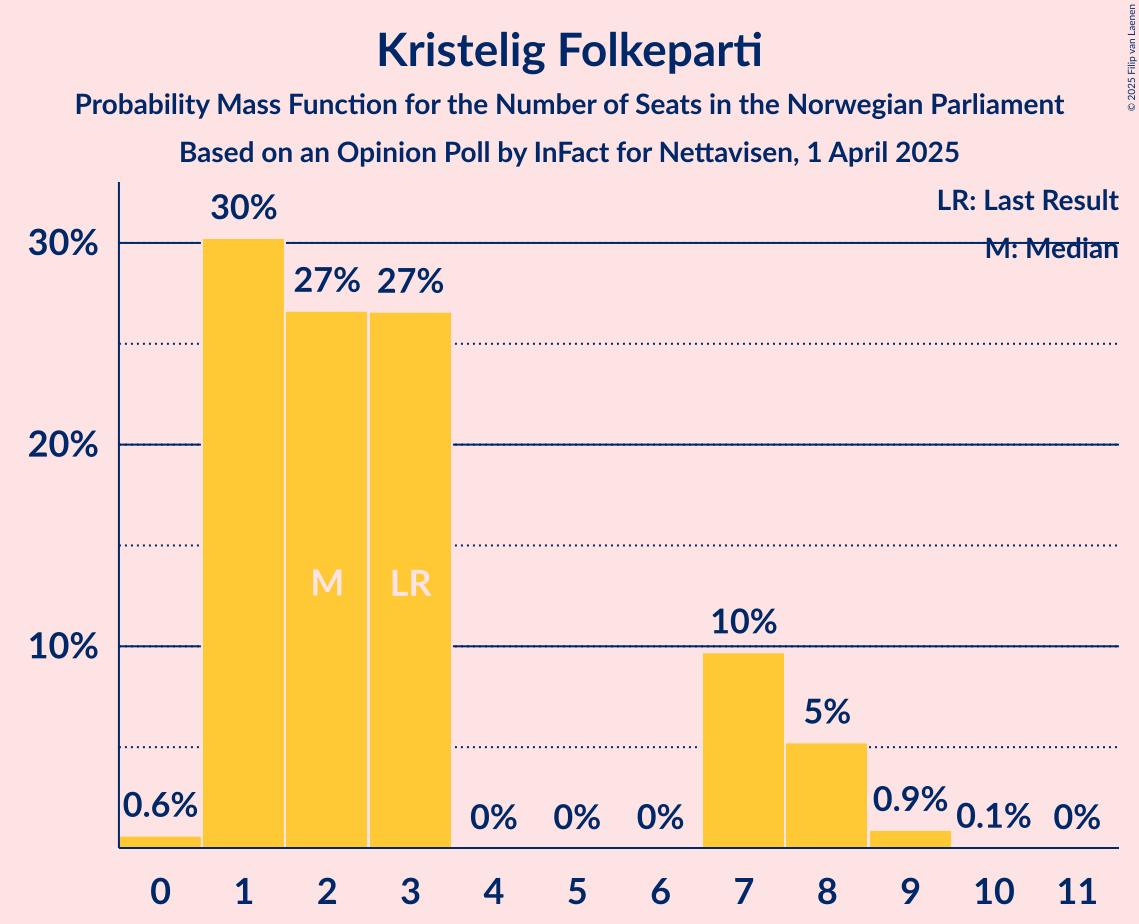 Kristelig Folkeparti
Probability Mass Function for the Number of Seats in the Norwegian Parliament
Based on an Opinion Poll by InFact for Nettavisen, 1 April 2025
© 2025 Filip van Laenen
LR: Last Result
M: Median
30%
20%
10%
0.6%
30%
27%
27%
0%
0%
0%
10%
5%
0.9%
0.1%
0%
M
LR
0 1 2 3 4 5 6 7 8 9 10 11